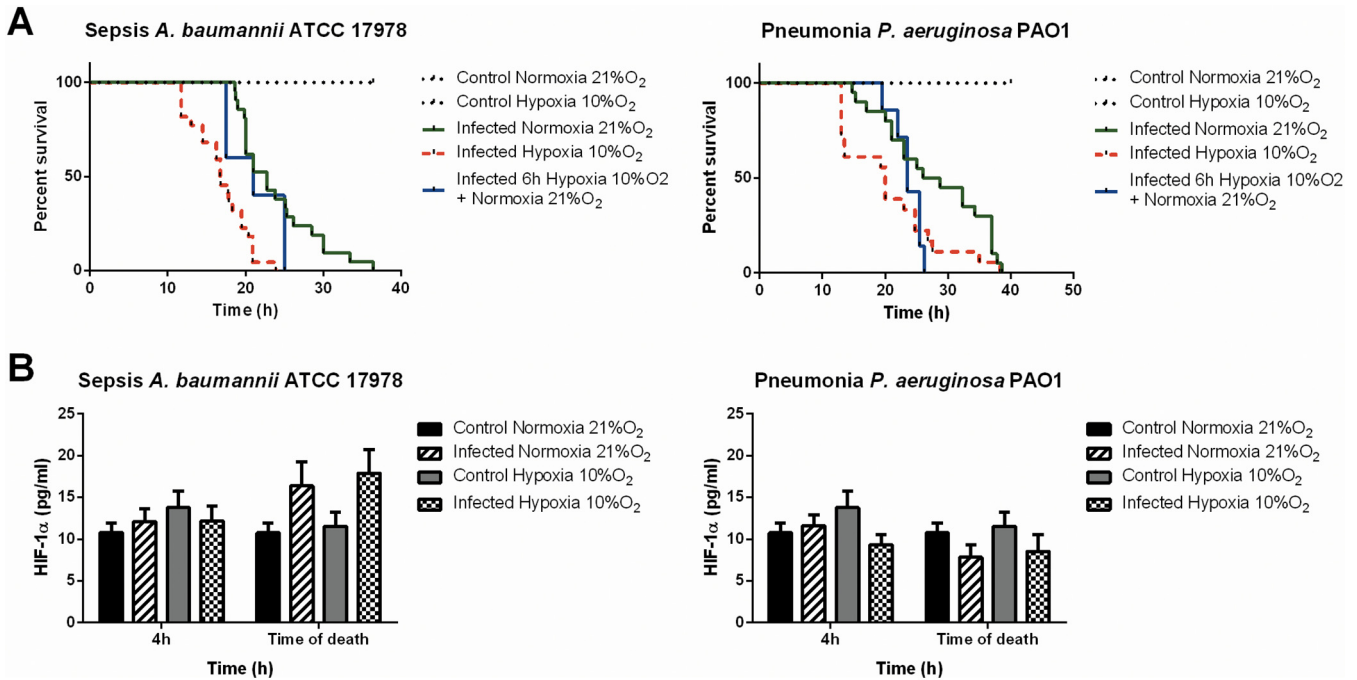 A
Sepsis A. baumannii ATCC 17978
Percent survival
100
50
0
0 10 20 30 40
Time (h)
Control Normoxia 21%O₂
Control Hypoxia 10%O₂
Infected Normoxia 21%O₂
Infected Hypoxia 10%O₂
Infected 6h Hypoxia 10%O2
+ Normoxia 21%O₂
Pneumonia P. aeruginosa PAO1
Percent survival
100
50
0
0 10 20 30 40 50
Time (h)
Control Normoxia 21%O₂
Control Hypoxia 10%O₂
Infected Normoxia 21%O₂
Infected Hypoxia 10%O₂
Infected 6h Hypoxia 10%O2
+ Normoxia 21%O₂
B
Sepsis A. baumannii ATCC 17978
HIF-1α (pg/ml)
25
20
15
10
5
0
4h Time of death
Time (h)
Control Normoxia 21%O₂
Infected Normoxia 21%O₂
Control Hypoxia 10%O₂
Infected Hypoxia 10%O₂
Pneumonia P. aeruginosa PAO1
HIF-1α (pg/ml)
25
20
15
10
5
0
4h Time of death
Time (h)
Control Normoxia 21%O₂
Infected Normoxia 21%O₂
Control Hypoxia 10%O₂
Infected Hypoxia 10%O₂